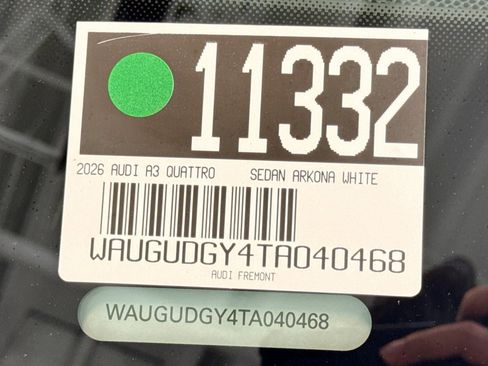 11332
2026 AUDI A3 QUATTRO SEDAN ARKONA WHITE
WAUGUDGY4TA040468
AUDI FREMONT
WAUGUDGY4TA040468